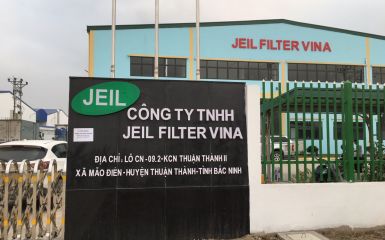 JEIL FILTER VINA
JEIL
CÔNG TY TNHH
JEIL FILTER VINA
ĐỊA CHỈ: LÔ CN-09.2-KCN THUẬN THÀNH II
XÃ MÃO ĐIỀN-HUYỆN THUẬN THÀNH-TỈNH BẮC NINH